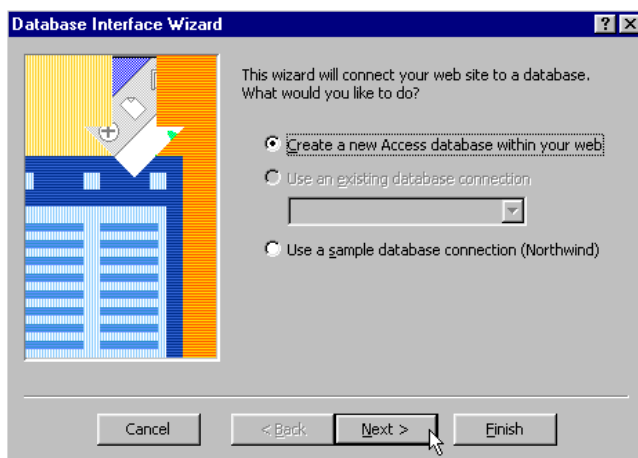 Database Interface Wizard
This wizard will connect your web site to a database.
What would you like to do?
Create a new Access database within your web
Use an existing database connection
Use a sample database connection (Northwind)
Cancel
< Back
Next >
Finish